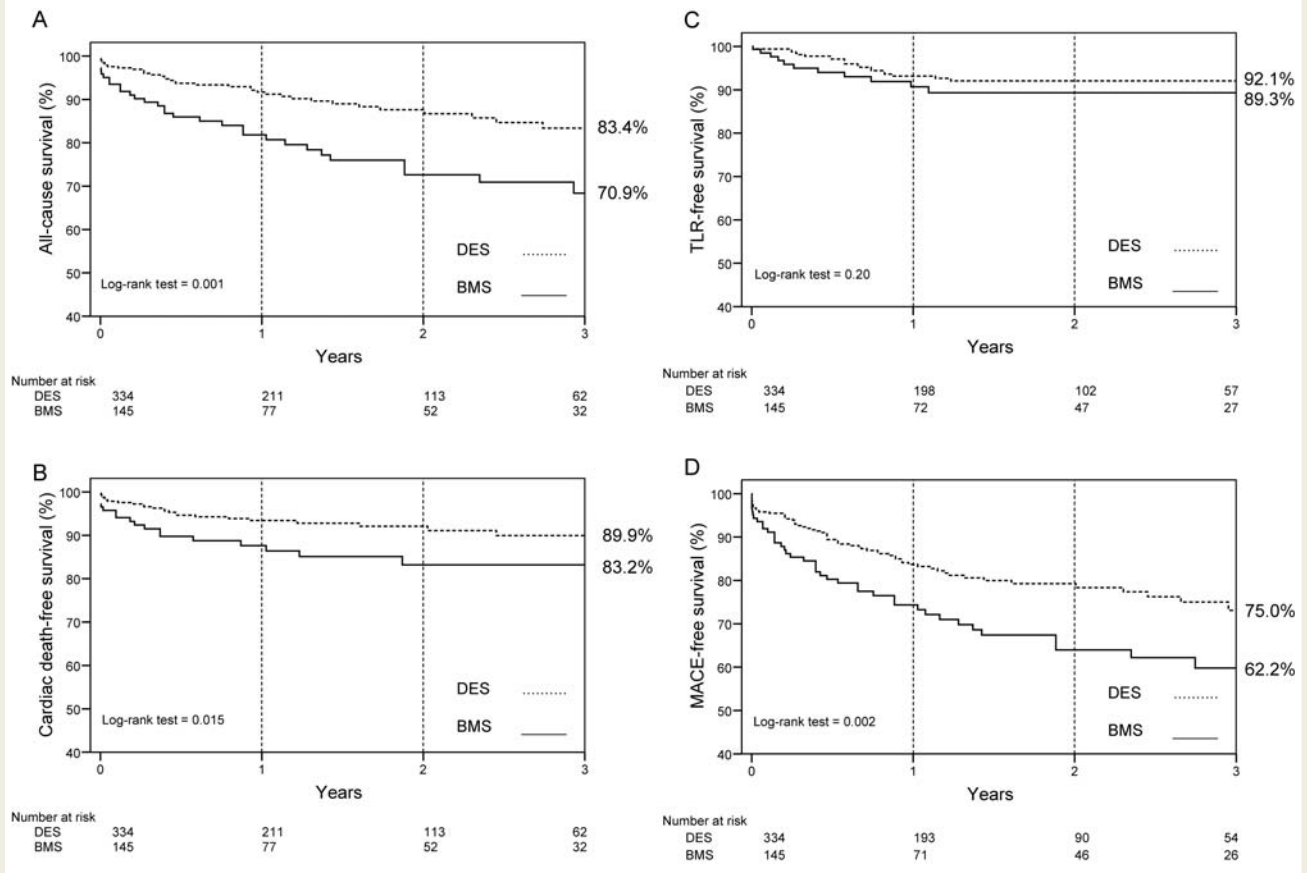 A
All-cause survival (%)
100
90
80
70
60
50
40
83.4%
70.9%
DES
BMS
Log-rank test = 0.001
0 1 2 3
Years
Number at risk
DES 334 211 113 62
BMS 145 77 52 32
B
Cardiac death-free survival (%)
100
90
80
70
60
50
40
89.9%
83.2%
DES
BMS
Log-rank test = 0.015
0 1 2 3
Years
Number at risk
DES 334 211 113 62
BMS 145 77 52 32
C
TLR-free survival (%)
100
90
80
70
60
50
40
92.1%
89.3%
DES
BMS
Log-rank test = 0.20
0 1 2 3
Years
Number at risk
DES 334 198 102 57
BMS 145 72 47 27
D
MACE-free survival (%)
100
90
80
70
60
50
40
75.0%
62.2%
DES
BMS
Log-rank test = 0.002
0 1 2 3
Years
Number at risk
DES 334 193 90 54
BMS 145 71 46 26